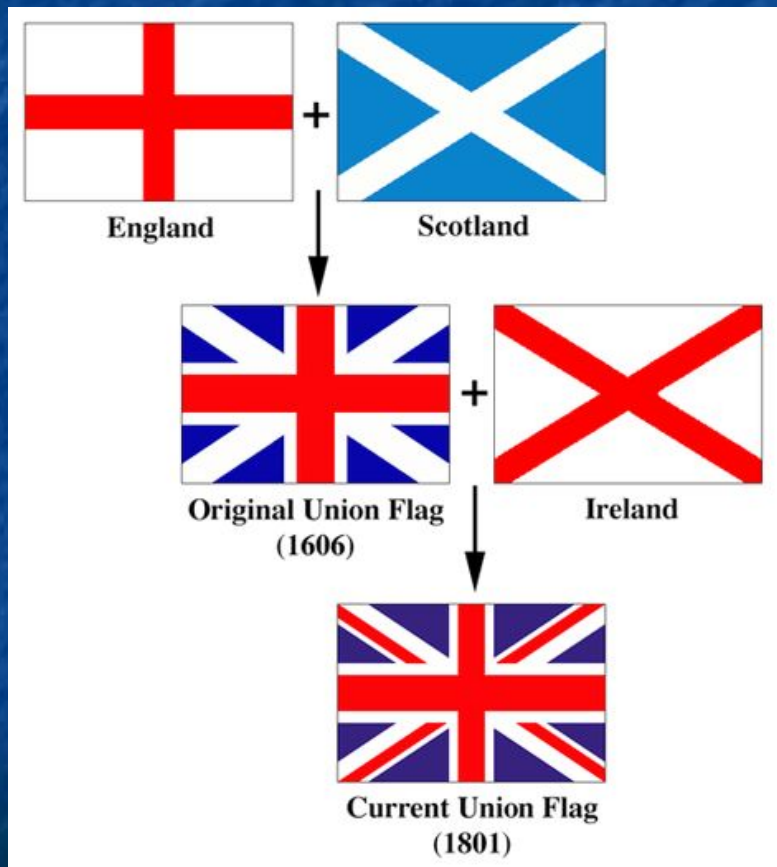 England
Scotland
Original Union Flag
(1606)
Ireland
Current Union Flag
(1801)